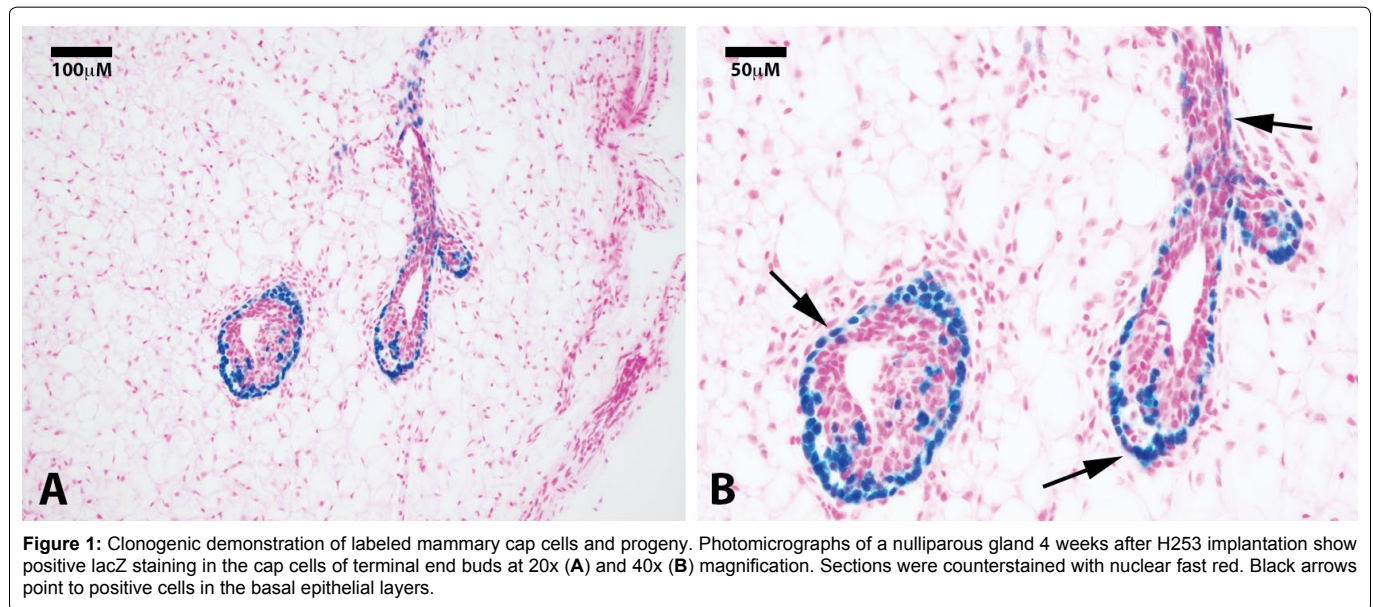 100μM
50μM
A
B
Figure 1: Clonogenic demonstration of labeled mammary cap cells and progeny. Photomicrographs of a nulliparous gland 4 weeks after H253 implantation show
positive lacZ staining in the cap cells of terminal end buds at 20x (A) and 40x (B) magnification. Sections were counterstained with nuclear fast red. Black arrows
point to positive cells in the basal epithelial layers.